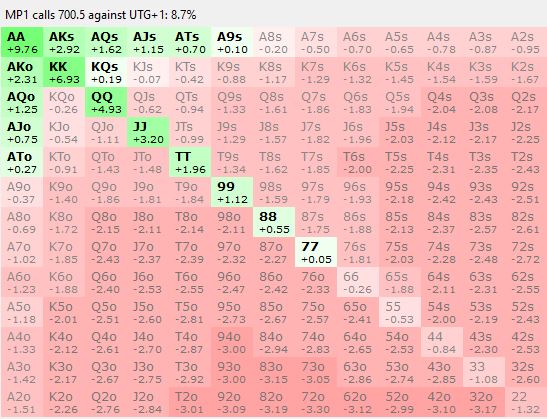 MP1 calls 700.5 against UTG+1: 8.7%
AA AKs AQs AJs ATs A9s A8s A7s A6s A5s A4s A3s A2s
+9.76 +2.92 +1.62 +1.15 +0.70 +0.10 -0.20 -0.50 -0.70 -0.65 -0.78 -0.87 -0.95
AKo KK KQs KJs KTs K9s K8s K7s K6s K5s K4s K3s K2s
+2.31 +6.93 +0.19 -0.07 -0.42 -0.88 -1.17 -1.29 -1.32 -1.45 -1.54 -1.59 -1.67
AQo KQo QQ QJs QTs Q9s Q8s Q7s Q6s Q5s Q4s Q3s Q2s
+1.25 -0.26 +4.93 -0.62 -0.94 -1.33 -1.61 -1.86 -1.83 -1.94 -2.04 -2.08 -2.17
AJo KJo QJo JJ JTs J9s J8s J7s J6s J5s J4s J3s J2s
+0.75 -0.54 -1.11 +3.20 -0.99 -1.29 -1.57 -1.82 -1.96 -2.03 -2.12 -2.17 -2.25
ATo KTo QTo JTo TT T9s T8s T7s T6s T5s T4s T3s T2s
+0.27 -0.91 -1.43 -1.48 +1.96 -1.34 -1.62 -1.85 -2.00 -2.25 -2.31 -2.35 -2.43
A9o K9o Q9o J9o T9o 99 98s 97s 96s 95s 94s 93s 92s
-0.37 -1.40 -1.86 -1.81 -1.84 +1.12 -1.59 -1.79 -1.93 -2.18 -2.42 -2.43 -2.51
A8o K8o Q8o J8o T8o 98o 88 87s 86s 85s 84s 83s 82s
-0.69 -1.72 -2.15 -2.11 -2.14 -2.11 +0.55 -1.75 -1.88 -2.13 -2.37 -2.57 -2.61
A7o K7o Q7o J7o T7o 97o 87o 77 76s 75s 74s 73s 72s
-1.02 -1.85 -2.43 -2.37 -2.39 -2.32 -2.27 +0.05 -1.81 -2.03 -2.28 -2.48 -2.72
A6o K6o Q6o J6o T6o 96o 86o 76o 66 65s 64s 63s 62s
-1.23 -1.88 -2.40 -2.53 -2.55 -2.47 -2.42 -2.33 -0.26 -1.88 -2.11 -2.31 -2.55
A5o K5o Q5o J5o T5o 95o 85o 75o 65o 55 54s 53s 52s
-1.18 -2.01 -2.51 -2.60 -2.81 -2.73 -2.67 -2.57 -2.41 -0.53 -2.00 -2.19 -2.43
A4o K4o Q4o J4o T4o 94o 84o 74o 64o 54o 44 43s 42s
-1.33 -2.12 -2.61 -2.70 -2.87 -3.00 -2.94 -2.83 -2.65 -2.53 -0.84 -2.30 -2.53
A3o K3o Q3o J3o T3o 93o 83o 73o 63o 53o 43o 33 32s
-1.42 -2.17 -2.67 -2.75 -2.92 -3.00 -3.15 -3.05 -2.86 -2.74 -2.85 -1.08 -2.60
A2o K2o Q2o J2o T2o 92o 82o 72o 62o 52o 42o 32o 22
-1.51 -2.26 -2.76 -2.84 -3.01 -3.09 -3.19 -3.30 -3.12 -2.99 -3.10 -3.18 -1.32